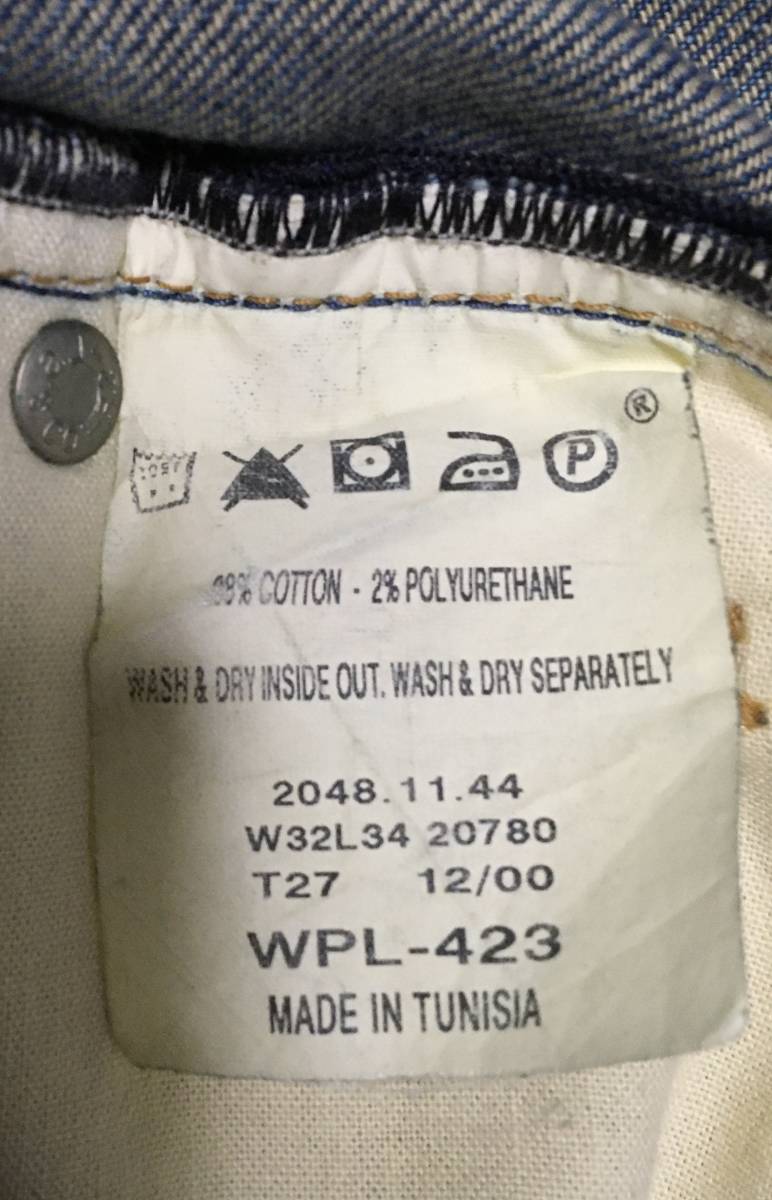 ®
P
98% COTTON - 2% POLYURETHANE
WASH & DRY INSIDE OUT. WASH & DRY SEPARATELY
2048.11.44
W32L34 20780
T27 12/00
WPL-423
MADE IN TUNISIA